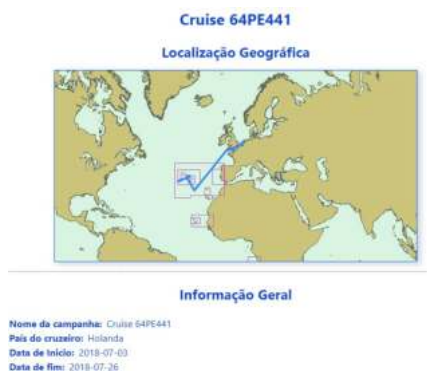 Cruise 64PE441
Localização Geográfica
Informação Geral
Nome da campanha: Cruise 64PE441
País do cruzeiro: Holanda
Data de Início: 2018-07-03
Data de fim: 2018-07-26